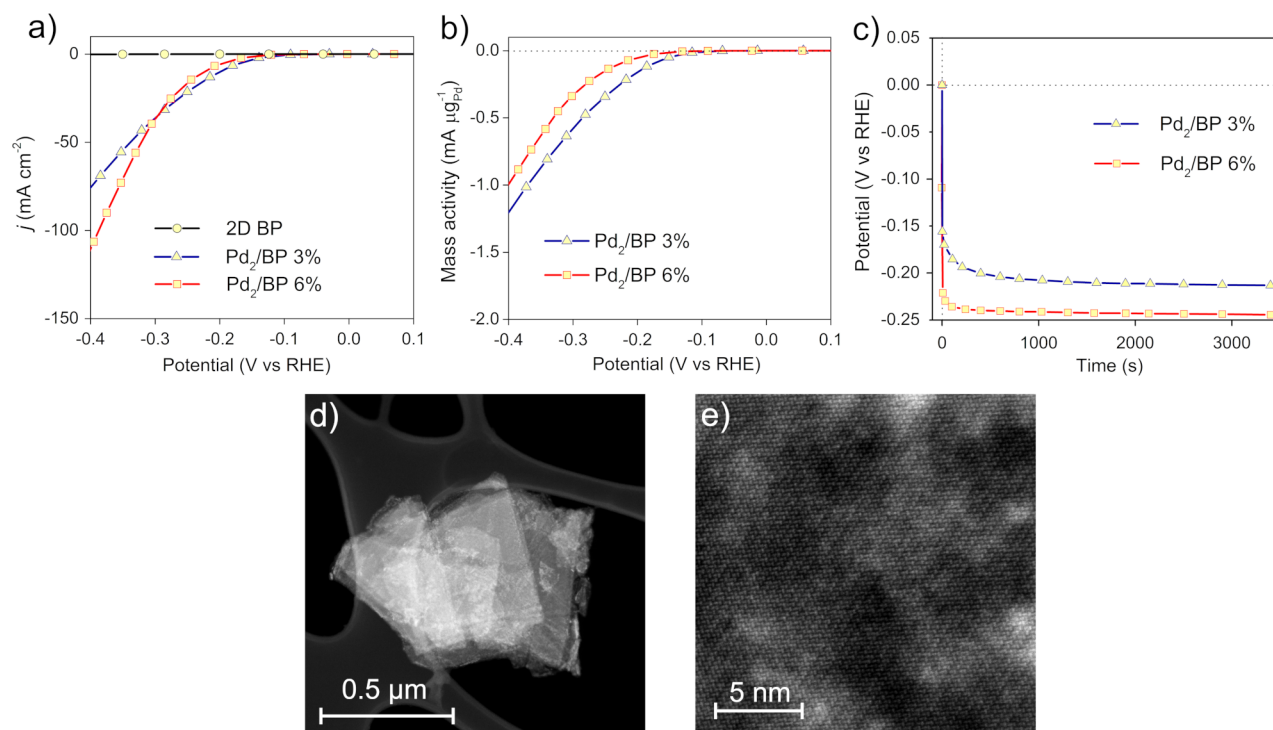 a)
0
-50
-100
-150
j (mA cm⁻²)
2D BP
Pd₂/BP 3%
Pd₂/BP 6%
-0.4 -0.3 -0.2 -0.1 0.0 0.1
Potential (V vs RHE)
b)
0.0
-0.5
-1.0
-1.5
-2.0
Mass activity (mA μg⁻¹Pd)
Pd₂/BP 3%
Pd₂/BP 6%
-0.4 -0.3 -0.2 -0.1 0.0 0.1
Potential (V vs RHE)
c)
0.05
0.00
-0.05
-0.10
-0.15
-0.20
-0.25
Potential (V vs RHE)
Pd₂/BP 3%
Pd₂/BP 6%
0 1000 2000 3000
Time (s)
d)
0.5 μm
e)
5 nm